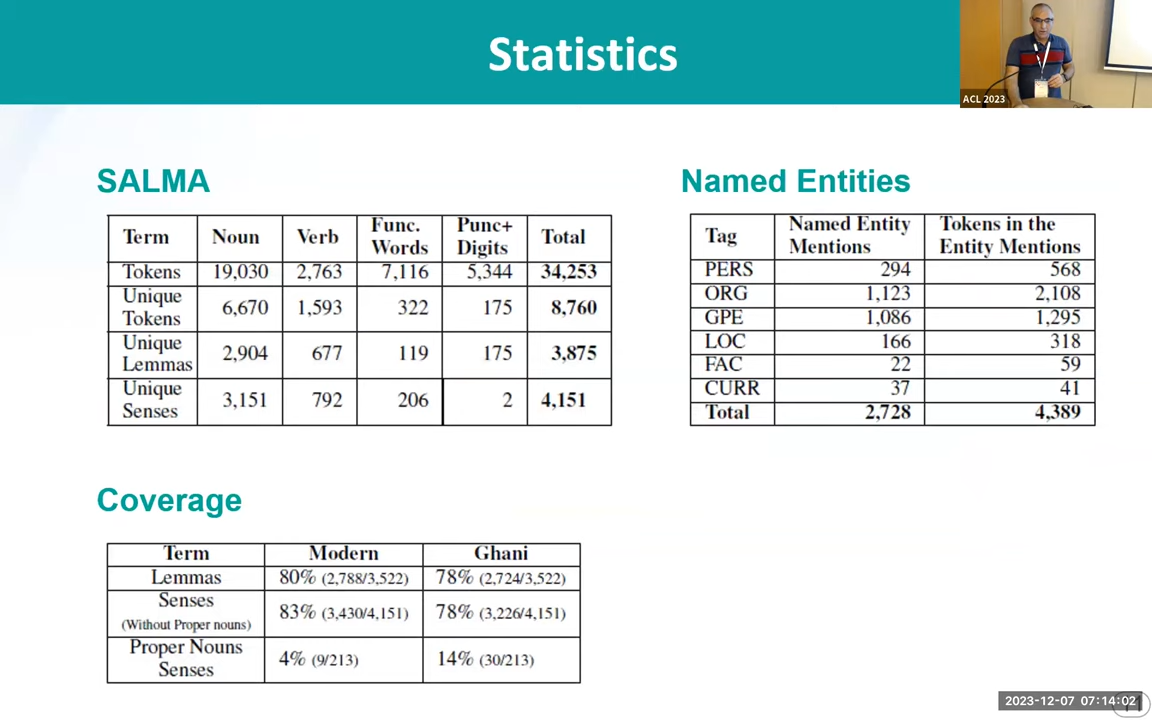 Statistics
ACL 2023
SALMA
Term Noun Verb Func. Words Punc+ Digits Total
Tokens 19,030 2,763 7,116 5,344 34,253
Unique Tokens 6,670 1,593 322 175 8,760
Unique Lemmas 2,904 677 119 175 3,875
Unique Senses 3,151 792 206 2 4,151
Named Entities
Tag Named Entity Mentions Tokens in the Entity Mentions
PERS 294 568
ORG 1,123 2,108
GPE 1,086 1,295
LOC 166 318
FAC 22 59
CURR 37 41
Total 2,728 4,389
Coverage
Term Modern Ghani
Lemmas 80% (2,788/3,522) 78% (2,724/3,522)
Senses (Without Proper nouns) 83% (3,430/4,151) 78% (3,226/4,151)
Proper Nouns Senses 4% (9/213) 14% (30/213)
2023-12-07 07:14:02